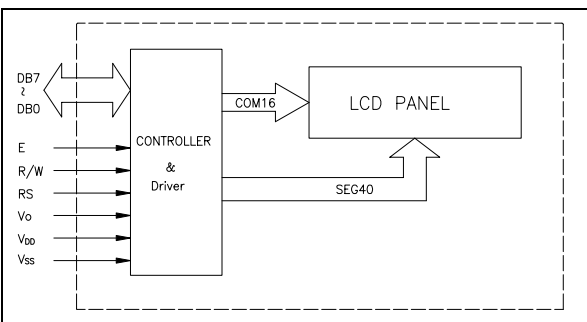 DB7
~
DB0
E
R/W
RS
Vo
VDD
VSS
CONTROLLER
&
Driver
COM16
SEG40
LCD PANEL